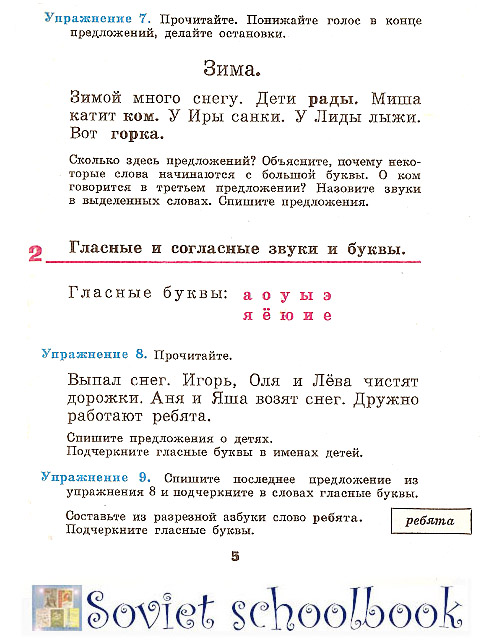 Упражнение 7. Прочитайте. Понижайте голос в конце
предложений, делайте остановки.
Зима.
Зимой много снегу. Дети рады. Миша
катит ком. У Иры санки. У Лиды лыжи.
Вот горка.
Сколько здесь предложений? Объясните, почему неко-
торые слова начинаются с большой буквы. О ком
говорится в третьем предложении? Назовите звуки
в выделенных словах. Спишите предложения.
2 Гласные и согласные звуки и буквы.
Гласные буквы: а о у ы э
я ё ю и е
Упражнение 8. Прочитайте.
Выпал снег. Игорь, Оля и Лёва чистят
дорожки. Аня и Яша возят снег. Дружно
работают ребята.
Спишите предложения о детях.
Подчеркните гласные буквы в именах детей.
Упражнение 9. Спишите последнее предложение из
упражнения 8 и подчеркните в словах гласные буквы.
Составьте из разрезной азбуки слово ребята.
Подчеркните гласные буквы.
ребята
5
Soviet schoolbook